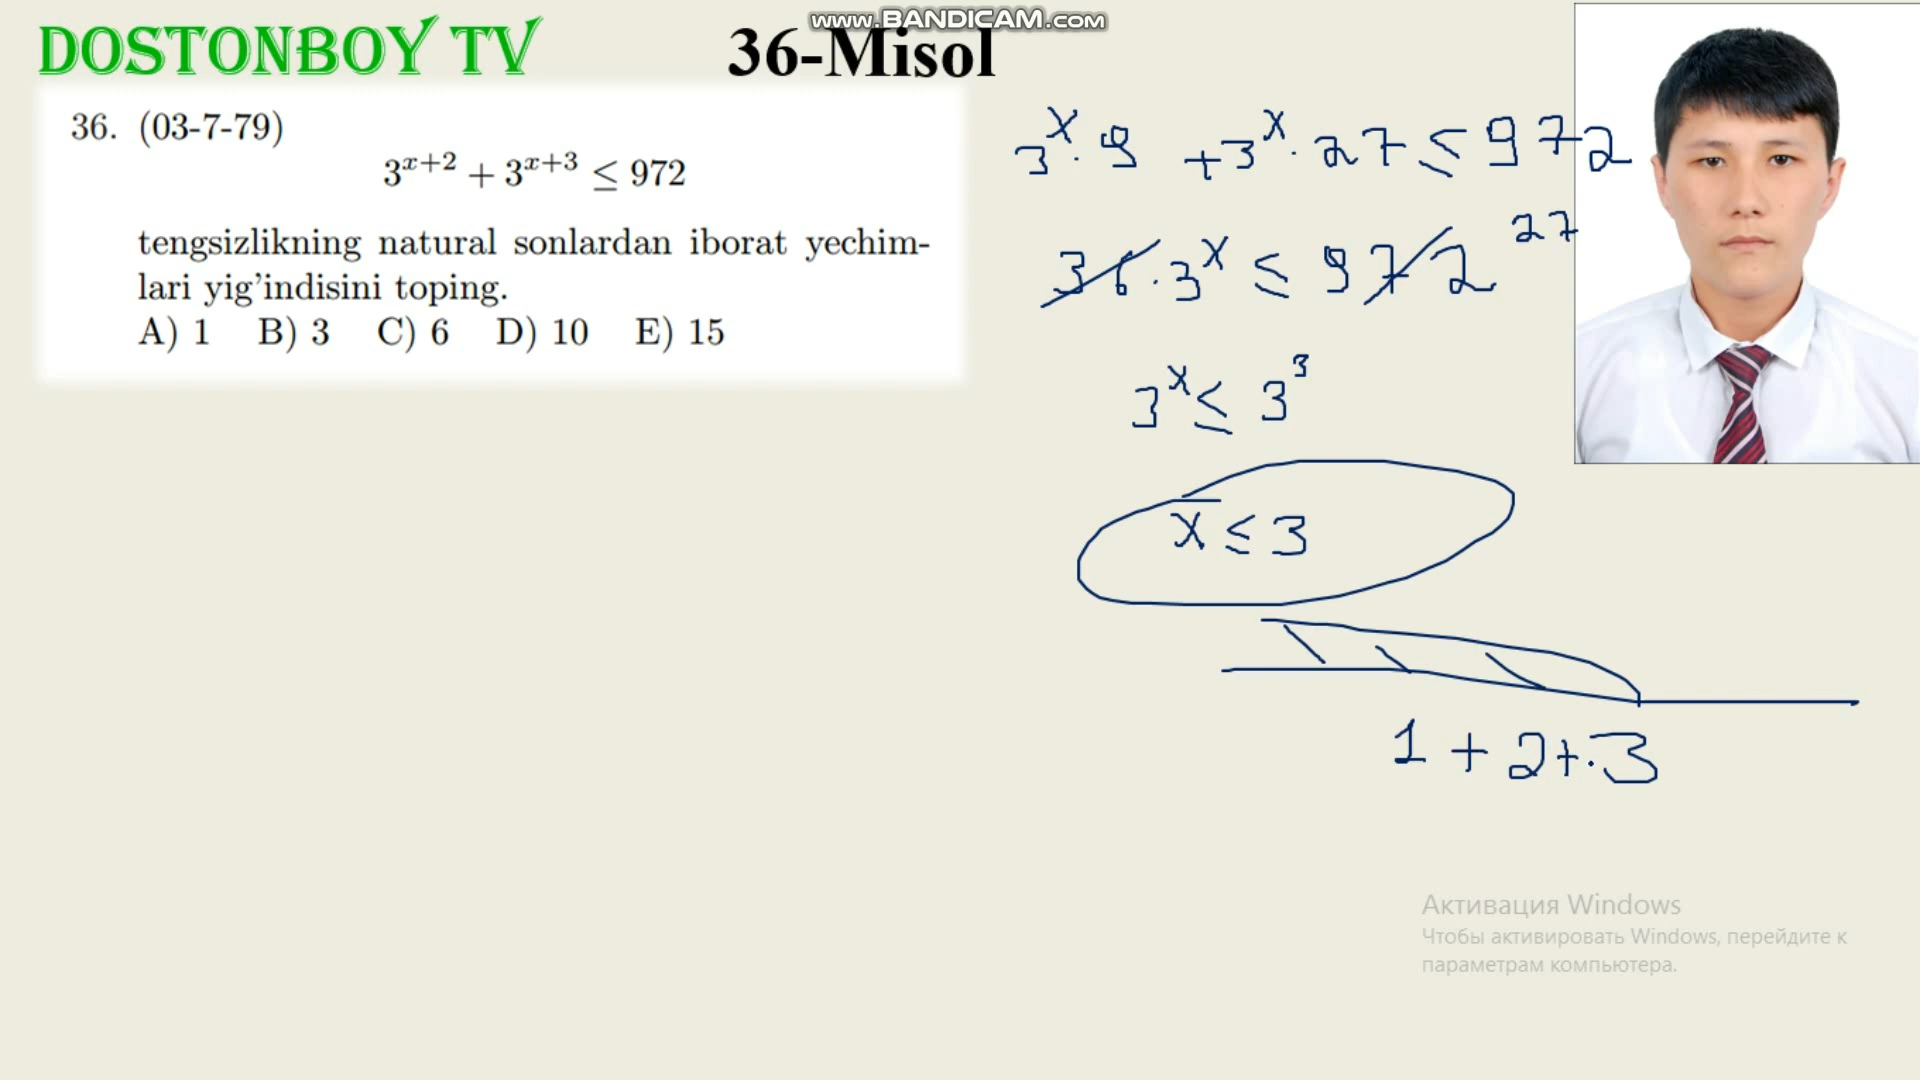 www.BANDICAM.com
DOSTONBOY TV
36-Misol
36. (03-7-79)
3^{x+2} + 3^{x+3} ≤ 972
tengsizlikning natural sonlardan iborat yechim-
lari yig'indisini toping.
A) 1 B) 3 C) 6 D) 10 E) 15
3^x · 9 + 3^x · 27 ≤ 972
36 · 3^x ≤ 972 27
3^x ≤ 3^3
x ≤ 3
1 + 2 + · 3
Активация Windows
Чтобы активировать Windows, перейдите к
параметрам компьютера.